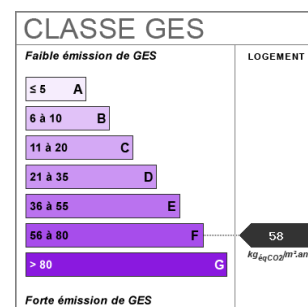 CLASSE GES
Faible émission de GES
LOGEMENT
≤ 5 A
6 à 10 B
11 à 20 C
21 à 35 D
36 à 55 E
56 à 80 F
58
kgéqCO2/m².an
> 80 G
Forte émission de GES